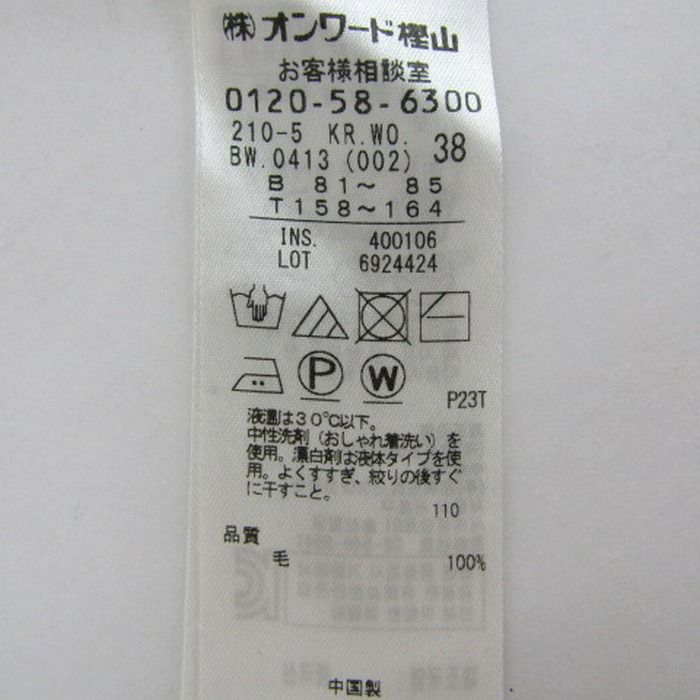 ㈱オンワード樫山
お客様相談室
0120-58-6300
210-5 KR.WO. 38
BW.0413 (002)
B 81～ 85
T158～164
INS. 400106
LOT 6924424
P W
P23T
液温は30℃以下。
中性洗剤（おしゃれ着洗い）を
使用。漂白剤は液体タイプを使
用。よくすすぎ、絞りの後すぐ
に干すこと。
110
品質
毛 100%
中国製